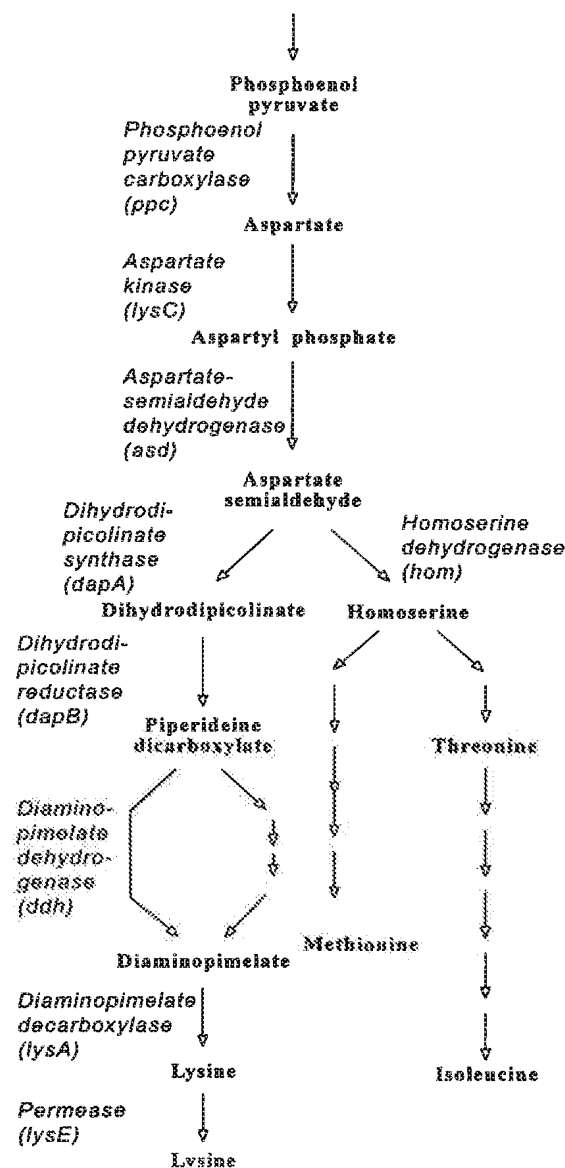 Phosphoenol
pyruvate
Phosphoenol
pyruvate
carboxylase
(ppc)
Aspartate
Aspartate
kinase
(lysC)
Aspartyl phosphate
Aspartate-
semialdehyde
dehydrogenase
(asd)
Aspartate
semialdehyde
Dihydrodi-
picolinate
synthase
(dapA)
Homoserine
dehydrogenase
(hom)
Dihydrodipicolinate
Homoserine
Dihydrodi-
picolinate
reductase
(dapB)
Piperideine
dicarboxylate
Threonine
Diamino-
pimelate
dehydro-
genase
(ddh)
Methionine
Diaminopimelate
Diaminopimelate
decarboxylase
(lysA)
Lysine
Isoleucine
Permease
(lysE)
Lysine